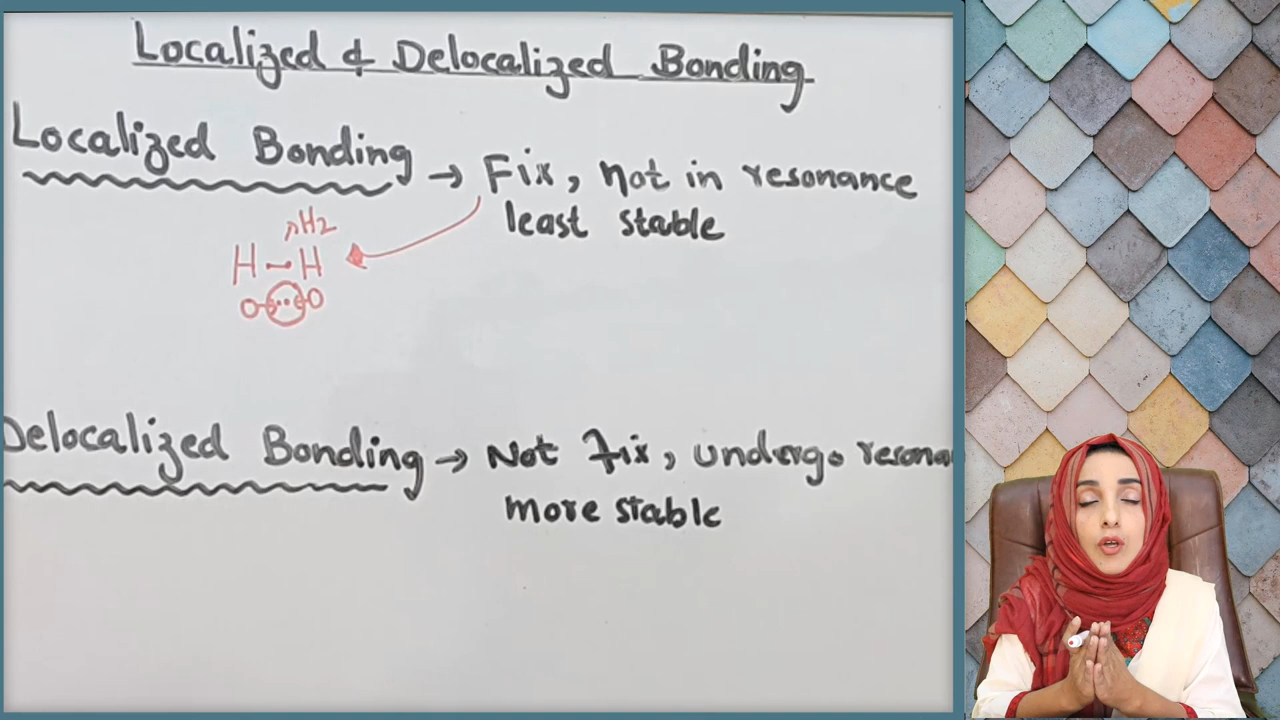 Localized & Delocalized Bonding
Localized Bonding → Fix, not in resonance
least stable
H2
H–H
Delocalized Bonding → Not fix, undergo resona
more stable